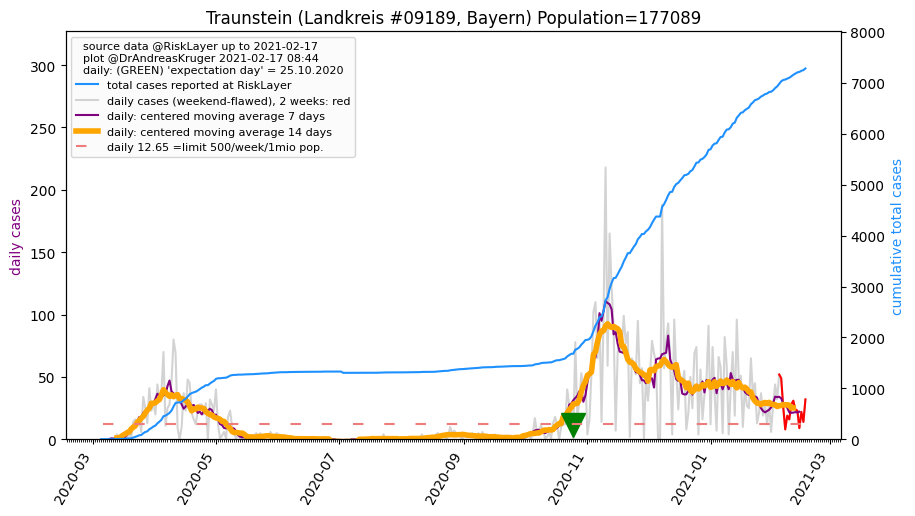 Traunstein (Landkreis #09189, Bayern) Population=177089
source data @RiskLayer up to 2021-02-17
plot @DrAndreasKruger 2021-02-17 08:44
daily: (GREEN) 'expectation day' = 25.10.2020
total cases reported at RiskLayer
daily cases (weekend-flawed), 2 weeks: red
daily: centered moving average 7 days
daily: centered moving average 14 days
daily 12.65 =limit 500/week/1mio pop.
daily cases
300
250
200
150
100
50
0
8000
7000
6000
5000
4000
3000
2000
1000
0
cumulative total cases
2020-03
2020-05
2020-07
2020-09
2020-11
2021-01
2021-03